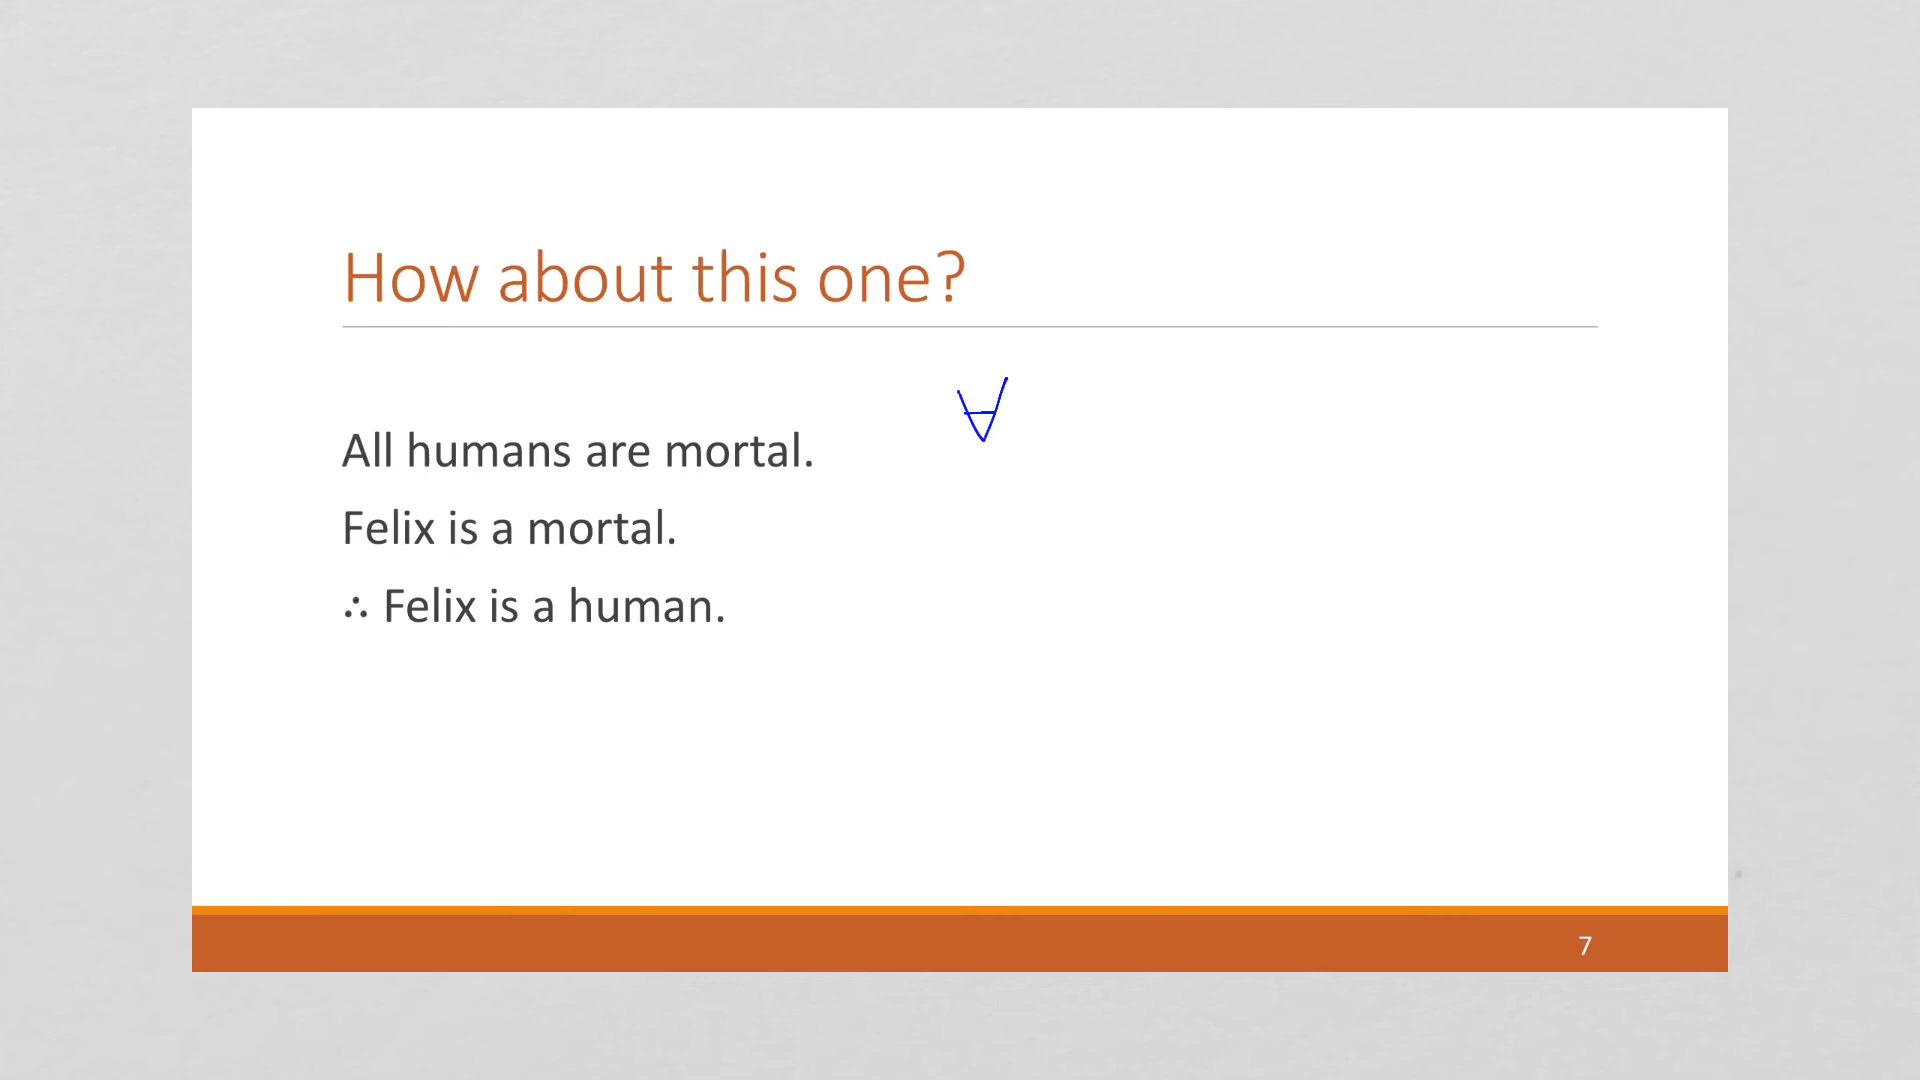 How about this one?
∀
All humans are mortal.
Felix is a mortal.
∴ Felix is a human.
7